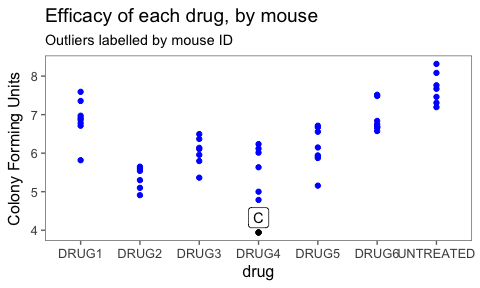 Efficacy of each drug, by mouse
Outliers labelled by mouse ID
Colony Forming Units
8
7
6
5
4
C
DRUG1 DRUG2 DRUG3 DRUG4 DRUG5 DRUG6 UNTREATED
drug